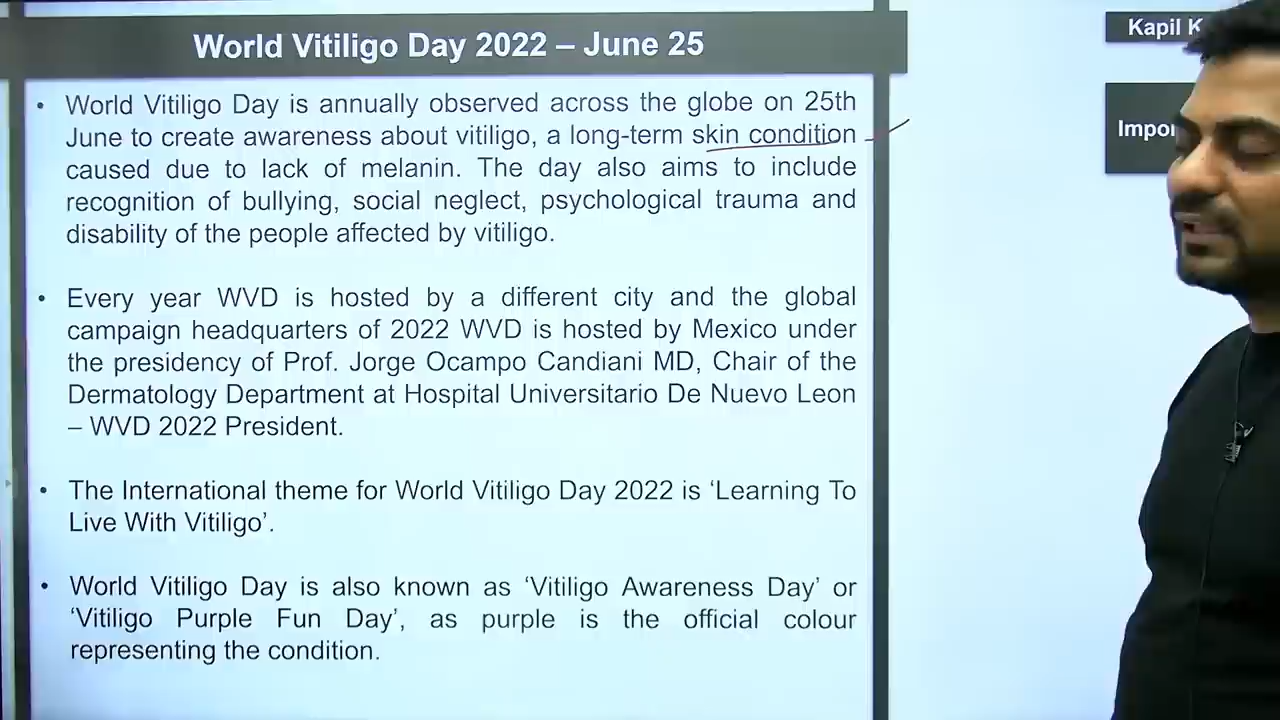 World Vitiligo Day 2022 – June 25
Kapil
• World Vitiligo Day is annually observed across the globe on 25th
June to create awareness about vitiligo, a long-term skin condition
caused due to lack of melanin. The day also aims to include
recognition of bullying, social neglect, psychological trauma and
disability of the people affected by vitiligo.
• Every year WVD is hosted by a different city and the global
campaign headquarters of 2022 WVD is hosted by Mexico under
the presidency of Prof. Jorge Ocampo Candiani MD, Chair of the
Dermatology Department at Hospital Universitario De Nuevo Leon
– WVD 2022 President.
• The International theme for World Vitiligo Day 2022 is ‘Learning To
Live With Vitiligo’.
• World Vitiligo Day is also known as ‘Vitiligo Awareness Day’ or
‘Vitiligo Purple Fun Day’, as purple is the official colour
representing the condition.